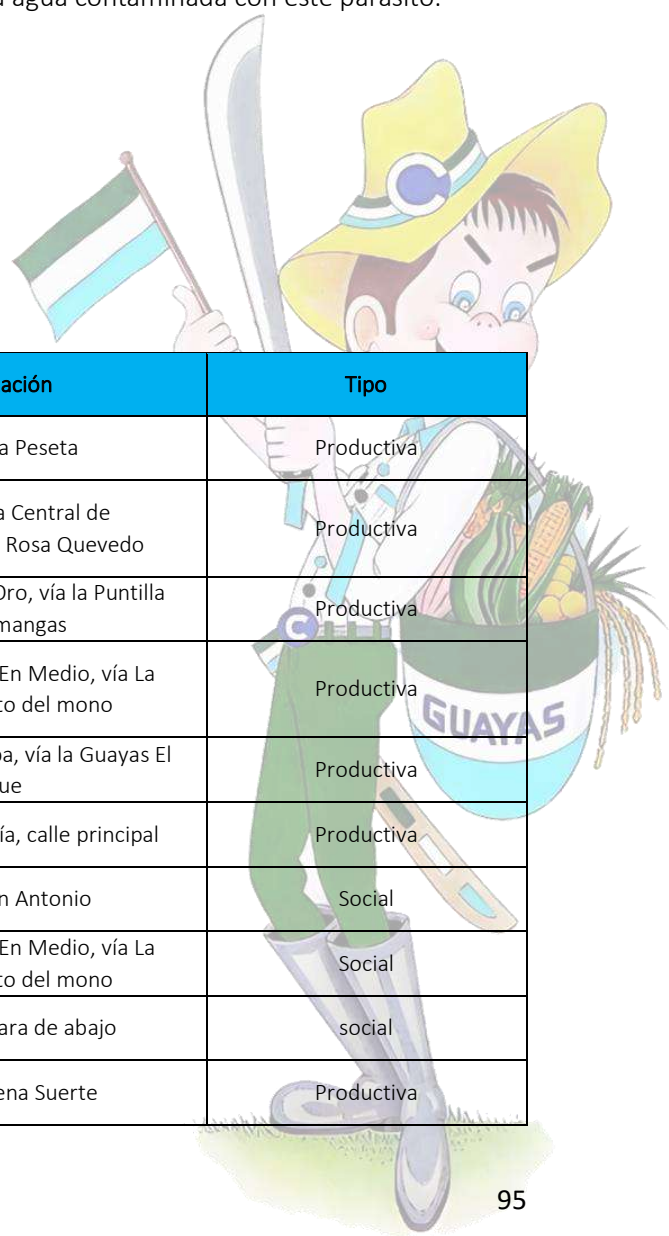 agua contaminada con este parásito.
Tipo
a Peseta
Productiva
a Central de
Rosa Quevedo
Productiva
Oro, vía la Puntilla
mangas
Productiva
En Medio, vía La
to del mono
Productiva
pa, vía la Guayas El
ue
Productiva
ía, calle principal
Productiva
n Antonio
Social
En Medio, vía La
to del mono
Social
ara de abajo
social
ena Suerte
Productiva
C
C
GUAYAS
95